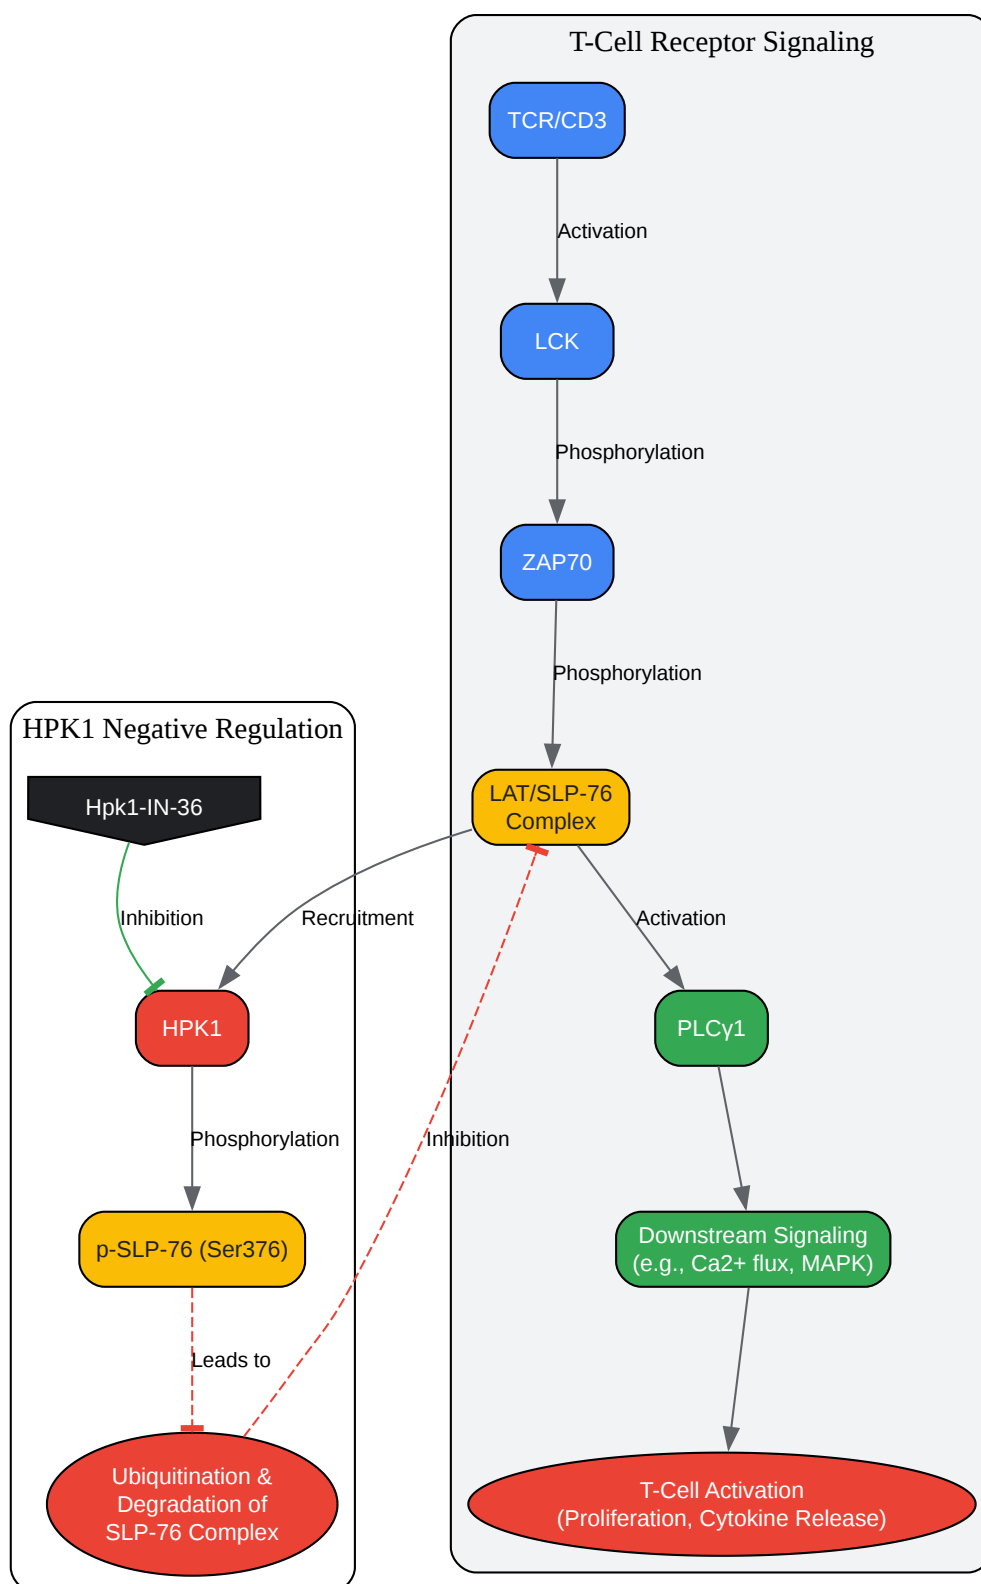 T-Cell Receptor Signaling
TCR/CD3
Activation
LCK
Phosphorylation
ZAP70
Phosphorylation
LAT/SLP-76
Complex
HPK1 Negative Regulation
Hpk1-IN-36
Inhibition
Recruitment
Activation
HPK1
PLCγ1
Phosphorylation
Inhibition
p-SLP-76 (Ser376)
Downstream Signaling
(e.g., Ca2+ flux, MAPK)
Leads to
Ubiquitination &
Degradation of
SLP-76 Complex
T-Cell Activation
(Proliferation, Cytokine Release)